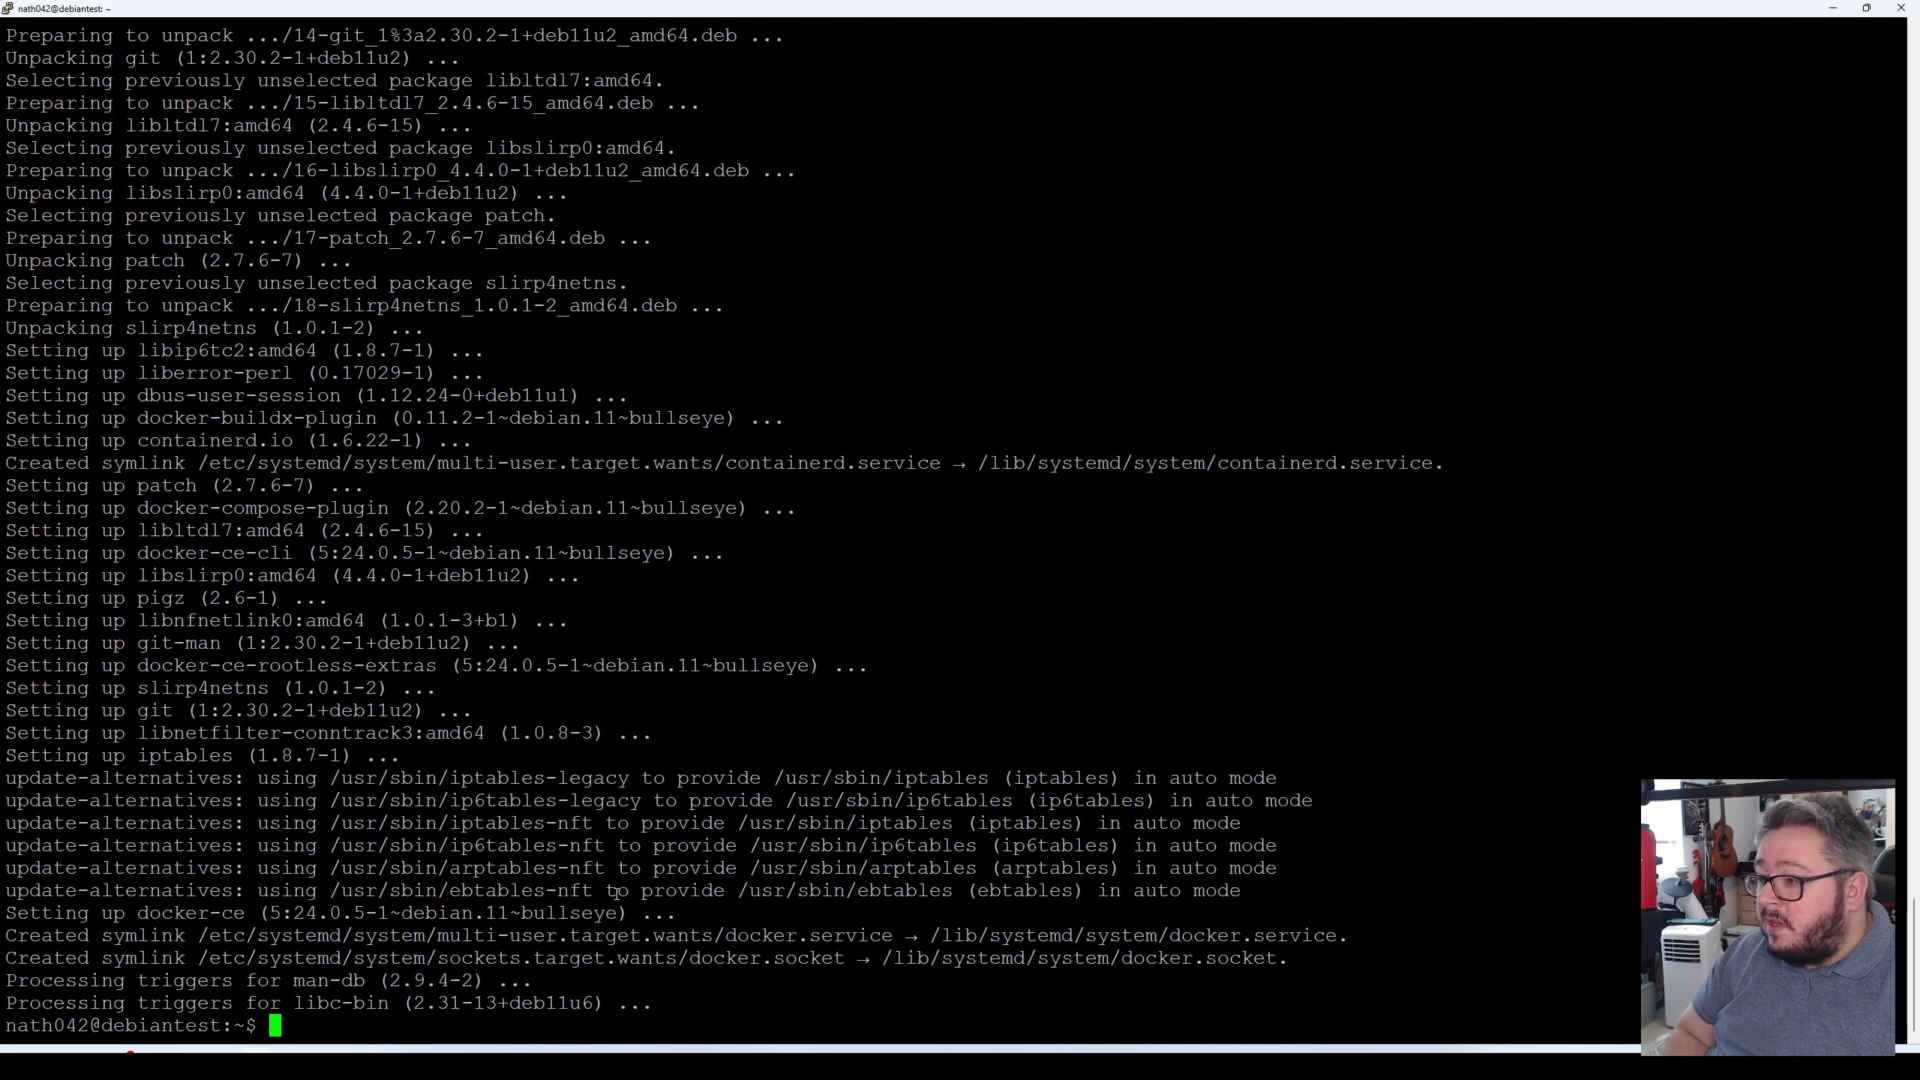 nath042@debiantest: ~
Preparing to unpack .../14-git_1%3a2.30.2-1+deb11u2_amd64.deb ...
Unpacking git (1:2.30.2-1+deb11u2) ...
Selecting previously unselected package libltdl7:amd64.
Preparing to unpack .../15-libltdl7_2.4.6-15_amd64.deb ...
Unpacking libltdl7:amd64 (2.4.6-15) ...
Selecting previously unselected package libslirp0:amd64.
Preparing to unpack .../16-libslirp0_4.4.0-1+deb11u2_amd64.deb ...
Unpacking libslirp0:amd64 (4.4.0-1+deb11u2) ...
Selecting previously unselected package patch.
Preparing to unpack .../17-patch_2.7.6-7_amd64.deb ...
Unpacking patch (2.7.6-7) ...
Selecting previously unselected package slirp4netns.
Preparing to unpack .../18-slirp4netns_1.0.1-2_amd64.deb ...
Unpacking slirp4netns (1.0.1-2) ...
Setting up libip6tc2:amd64 (1.8.7-1) ...
Setting up liberror-perl (0.17029-1) ...
Setting up dbus-user-session (1.12.24-0+deb11u1) ...
Setting up docker-buildx-plugin (0.11.2-1~debian.11~bullseye) ...
Setting up containerd.io (1.6.22-1) ...
Created symlink /etc/systemd/system/multi-user.target.wants/containerd.service → /lib/systemd/system/containerd.service.
Setting up patch (2.7.6-7) ...
Setting up docker-compose-plugin (2.20.2-1~debian.11~bullseye) ...
Setting up libltdl7:amd64 (2.4.6-15) ...
Setting up docker-ce-cli (5:24.0.5-1~debian.11~bullseye) ...
Setting up libslirp0:amd64 (4.4.0-1+deb11u2) ...
Setting up pigz (2.6-1) ...
Setting up libnfnetlink0:amd64 (1.0.1-3+b1) ...
Setting up git-man (1:2.30.2-1+deb11u2) ...
Setting up docker-ce-rootless-extras (5:24.0.5-1~debian.11~bullseye) ...
Setting up slirp4netns (1.0.1-2) ...
Setting up git (1:2.30.2-1+deb11u2) ...
Setting up libnetfilter-conntrack3:amd64 (1.0.8-3) ...
Setting up iptables (1.8.7-1) ...
update-alternatives: using /usr/sbin/iptables-legacy to provide /usr/sbin/iptables (iptables) in auto mode
update-alternatives: using /usr/sbin/ip6tables-legacy to provide /usr/sbin/ip6tables (ip6tables) in auto mode
update-alternatives: using /usr/sbin/iptables-nft to provide /usr/sbin/iptables (iptables) in auto mode
update-alternatives: using /usr/sbin/ip6tables-nft to provide /usr/sbin/ip6tables (ip6tables) in auto mode
update-alternatives: using /usr/sbin/arptables-nft to provide /usr/sbin/arptables (arptables) in auto mode
update-alternatives: using /usr/sbin/ebtables-nft to provide /usr/sbin/ebtables (ebtables) in auto mode
Setting up docker-ce (5:24.0.5-1~debian.11~bullseye) ...
Created symlink /etc/systemd/system/multi-user.target.wants/docker.service → /lib/systemd/system/docker.service.
Created symlink /etc/systemd/system/sockets.target.wants/docker.socket → /lib/systemd/system/docker.socket.
Processing triggers for man-db (2.9.4-2) ...
Processing triggers for libc-bin (2.31-13+deb11u6) ...
nath042@debiantest:~$